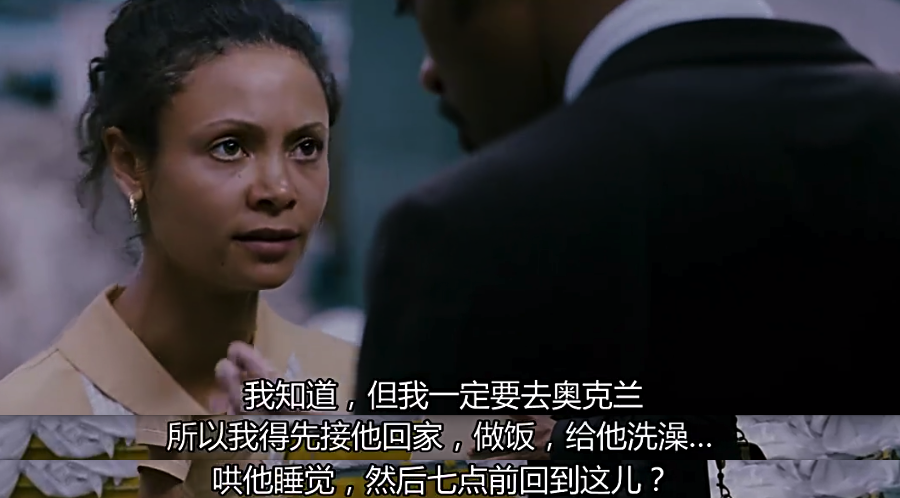 我知道，但我一定要去奥克兰
所以我得先接他回家，做饭，给他洗澡...
哄他睡觉，然后七点前回到这儿？